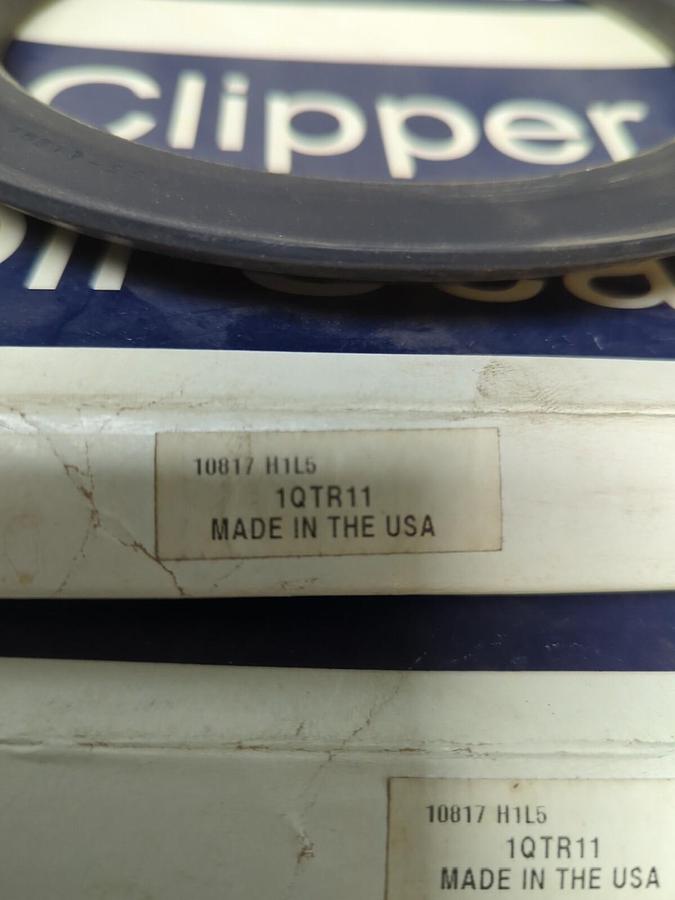 Clipper
10817 H1L5
1QTR11
MADE IN THE USA
10817 H1L5
1QTR11
MADE IN THE USA